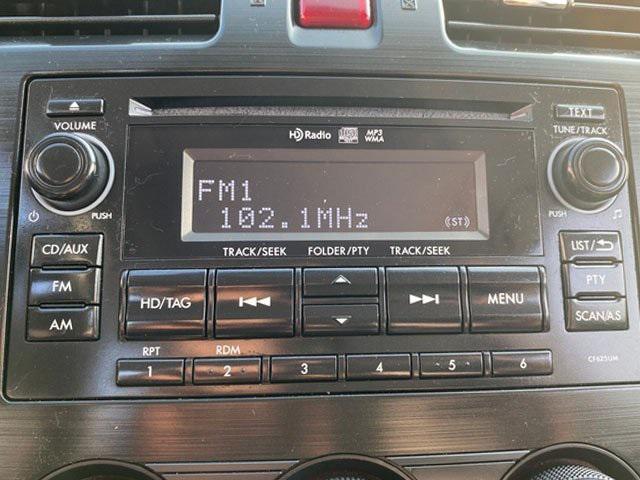 VOLUME
TEXT
TUNE/TRACK
HD Radio
MP3
WMA
FM1
102.1MHz
(ST)
PUSH
PUSH
TRACK/SEEK
FOLDER/PTY
TRACK/SEEK
CD/AUX
FM
AM
HD/TAG
MENU
LIST/
PTY
SCAN/A.S
RPT
RDM
1
2
3
4
5
6
CF625UM